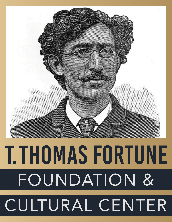 T. THOMAS FORTUNE
FOUNDATION &
CULTURAL CENTER